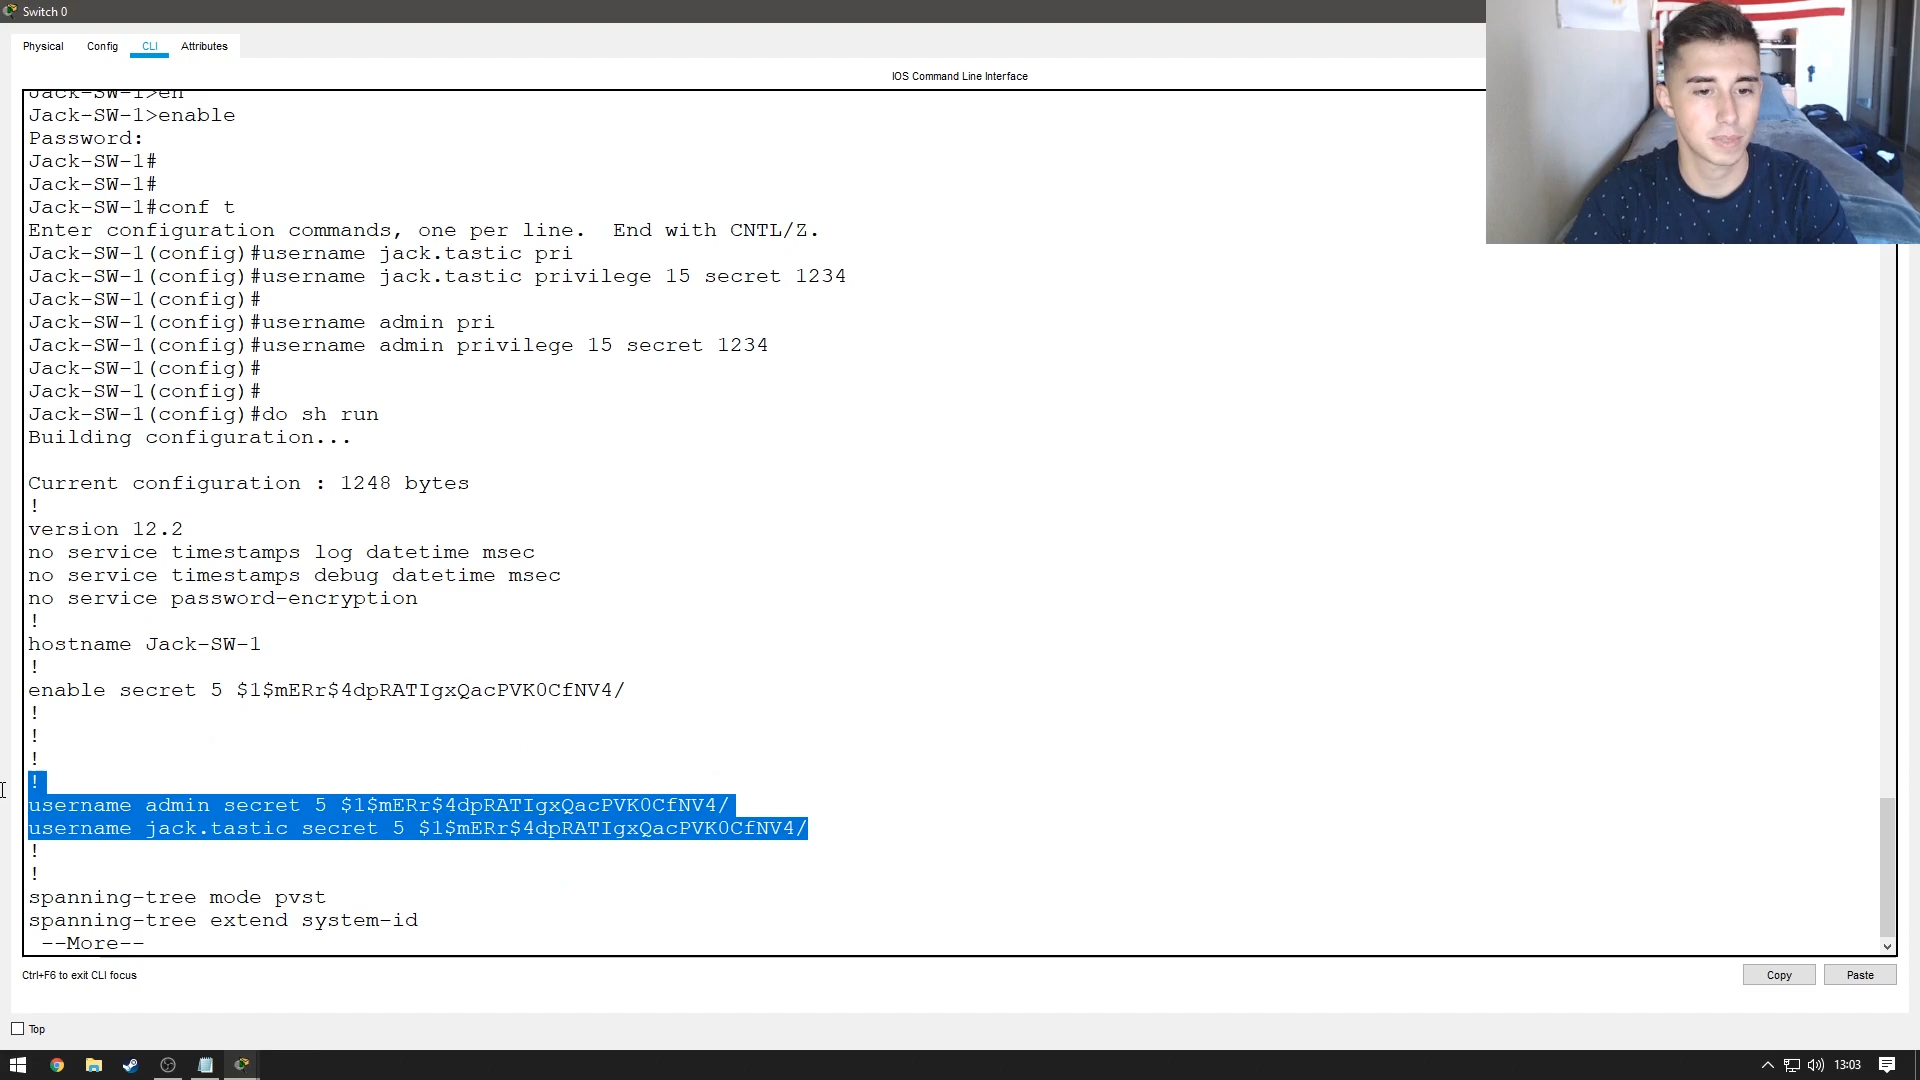 Switch 0
Physical
Config
CLI
Attributes
IOS Command Line Interface
Jack-SW-1>en
Jack-SW-1>enable
Password:
Jack-SW-1#
Jack-SW-1#
Jack-SW-1#conf t
Enter configuration commands, one per line.  End with CNTL/Z.
Jack-SW-1(config)#username jack.tastic pri
Jack-SW-1(config)#username jack.tastic privilege 15 secret 1234
Jack-SW-1(config)#
Jack-SW-1(config)#username admin pri
Jack-SW-1(config)#username admin privilege 15 secret 1234
Jack-SW-1(config)#
Jack-SW-1(config)#
Jack-SW-1(config)#do sh run
Building configuration...
Current configuration : 1248 bytes
!
version 12.2
no service timestamps log datetime msec
no service timestamps debug datetime msec
no service password-encryption
!
hostname Jack-SW-1
!
enable secret 5 $1$mERr$4dpRATIgxQacPVK0CfNV4/
!
!
!
!
username admin secret 5 $1$mERr$4dpRATIgxQacPVK0CfNV4/
username jack.tastic secret 5 $1$mERr$4dpRATIgxQacPVK0CfNV4/
!
!
spanning-tree mode pvst
spanning-tree extend system-id
--More--
Ctrl+F6 to exit CLI focus
Copy
Paste
Top
13:03